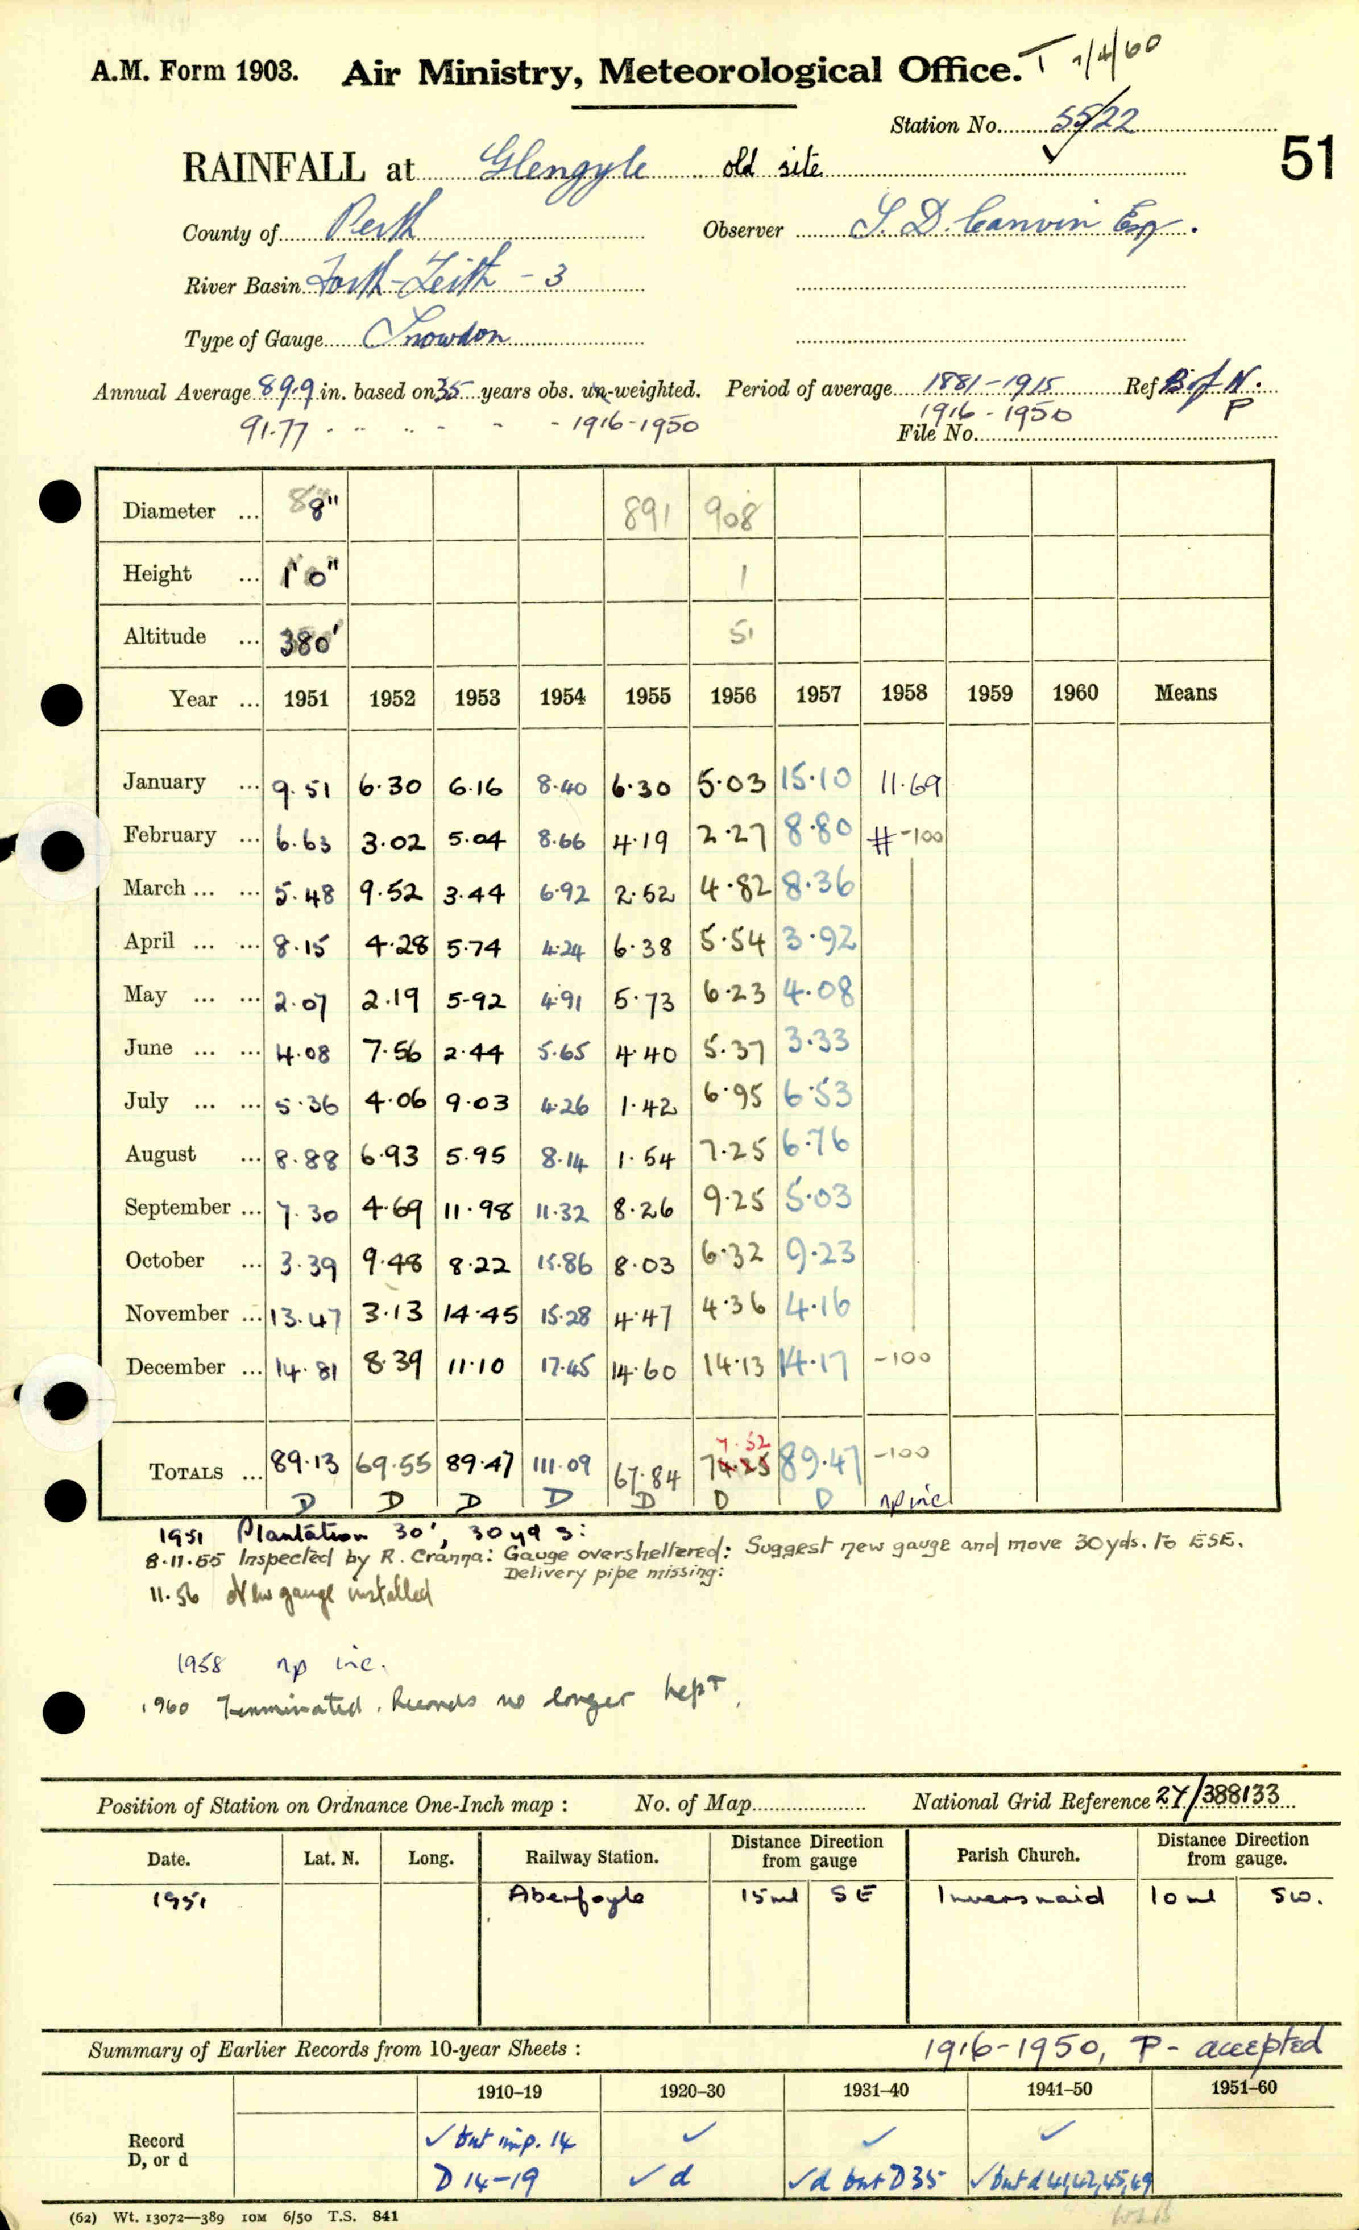 T 1/4/60
A.M. Form 1903. Air Ministry, Meteorological Office.
Station No. 55/22
51
RAINFALL at Glengyle old site
County of Perth Observer S. D. Canvin Esq.
River Basin Forth-Teith - 3
Type of Gauge Snowdon
Annual Average 89.9 in. based on 35 years obs. un-weighted. Period of average 1881-1915 Ref B of N.
91.77 " " " " " " 1916-1950 1916-1950 P
File No.
Diameter ... 8" 891 908
Height ... 1' 0" 1
Altitude ... 380' 51
Year ... 1951 1952 1953 1954 1955 1956 1957 1958 1959 1960 Means
January ... 9.51 6.30 6.16 8.40 6.30 5.03 15.10 11.69
February ... 6.63 3.02 5.04 8.66 4.19 2.27 8.80 # -100
March ... ... 5.48 9.52 3.44 6.92 2.52 4.82 8.36
April ... ... 8.15 4.28 5.74 4.24 6.38 5.54 3.92
May ... ... 2.07 2.19 5.92 4.91 5.73 6.23 4.08
June ... ... 4.08 7.56 2.44 5.65 4.40 5.37 3.33
July ... ... 5.36 4.06 9.03 4.26 1.42 6.95 6.53
August ... 8.88 6.93 5.95 8.14 1.54 7.25 6.76
September ... 7.30 4.69 11.98 11.32 8.26 9.25 5.03
October ... 3.39 9.48 8.22 15.86 8.03 6.32 9.23
November ... 13.47 3.13 14.45 15.28 4.47 4.36 4.16
December ... 14.81 8.39 11.10 17.45 14.60 14.13 14.17 -100
7.52
TOTALS ... 89.13 69.55 89.47 111.09 67.84 74.25 89.47 -100
D D D D D D D np inc
1951 Plantation 30', 30 yds:
8.11.55 Inspected by R. Cranna: Gauge oversheltered: Suggest new gauge and move 30yds. to ESE.
Delivery pipe missing:
11.56 New gauge installed
1958 np inc.
1960 Terminated. Records no longer kept.
Position of Station on Ordnance One-Inch map : No. of Map National Grid Reference 27/388133
Date. Lat. N. Long. Railway Station. Distance Direction from gauge Parish Church. Distance Direction from gauge.
1951 Aberfoyle 15ml SE Inversnaid 10 ml SW.
Summary of Earlier Records from 10-year Sheets : 1916-1950, P - accepted
1910-19 1920-30 1931-40 1941-50 1951-60
Record ✓ but imp. 14 ✓ ✓ ✓
D, or d D 14-19 ✓ d ✓ d but D 35 ✓ but d 41,42,45,49
(62) Wt. 13072—389 10M 6/50 T.S. 841